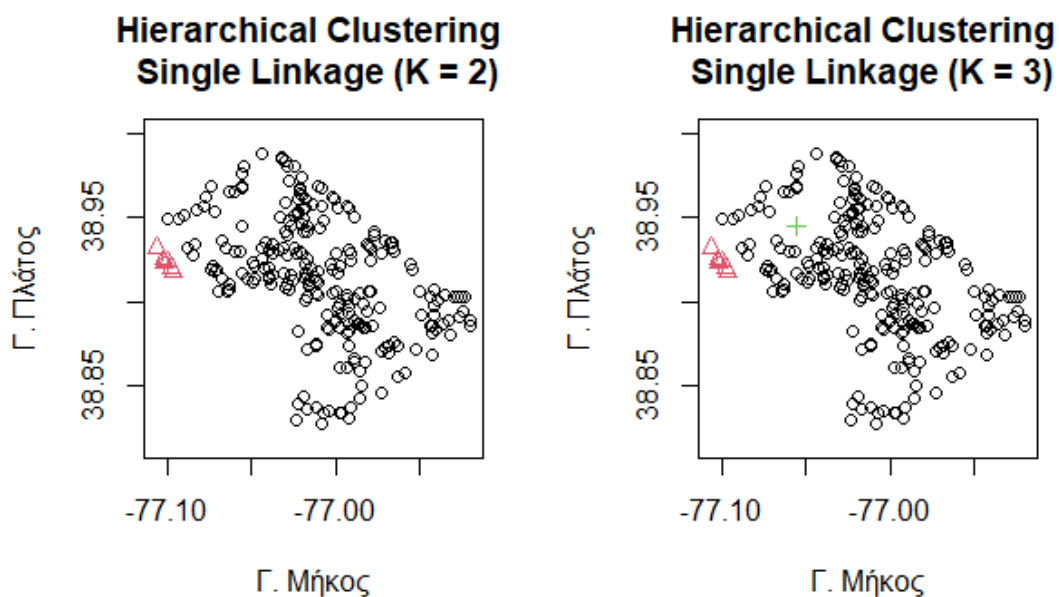 Hierarchical Clustering
Single Linkage (K = 2)
38.95
38.85
Γ. Πλάτος
-77.10
-77.00
Γ. Μήκος
Hierarchical Clustering
Single Linkage (K = 3)
38.95
38.85
Γ. Πλάτος
-77.10
-77.00
Γ. Μήκος